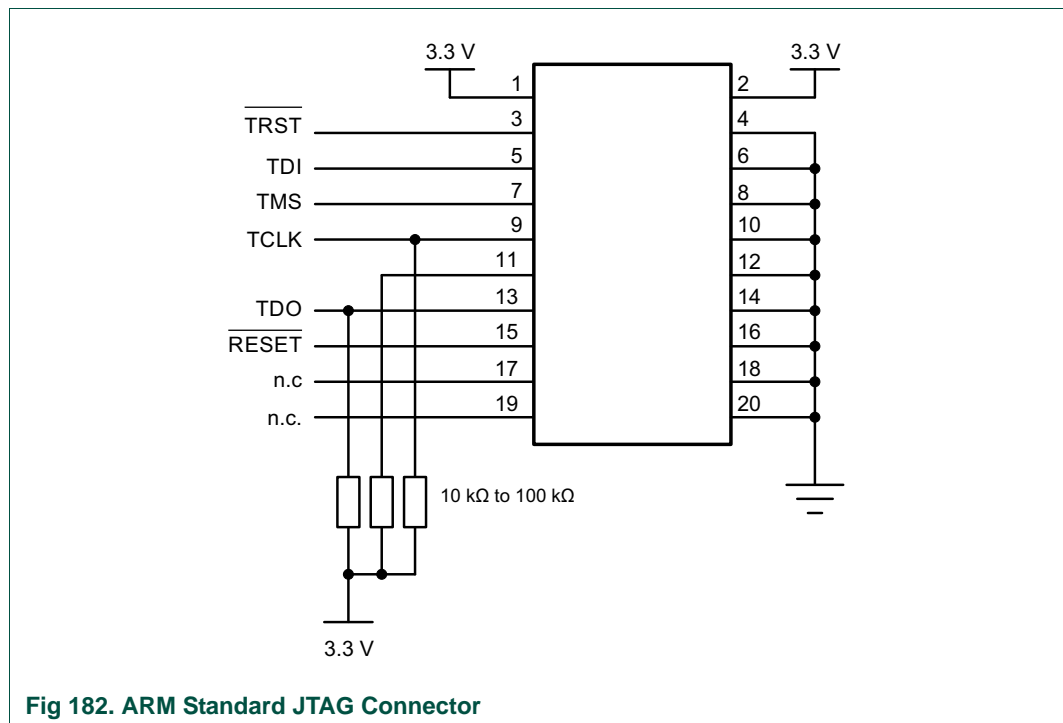 3.3 V
3.3 V
1
2
TRST
3
4
TDI
5
6
TMS
7
8
TCLK
9
10
11
12
TDO
13
14
RESET
15
16
n.c
17
18
n.c.
19
20
10 kΩ to 100 kΩ
3.3 V
Fig 182. ARM Standard JTAG Connector